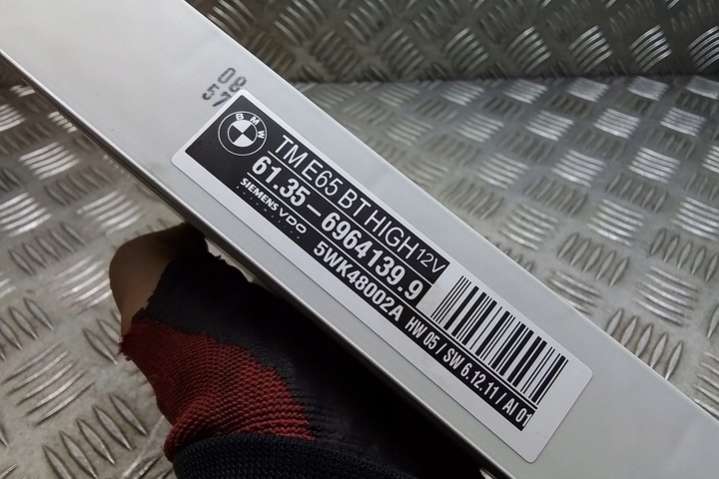 08
57
BMW
TM E65 BT HIGH 12V
61.35-6964139.9
SIEMENS VDO 5WK48002A
HW 05 / SW 6.12.11 / AI 01